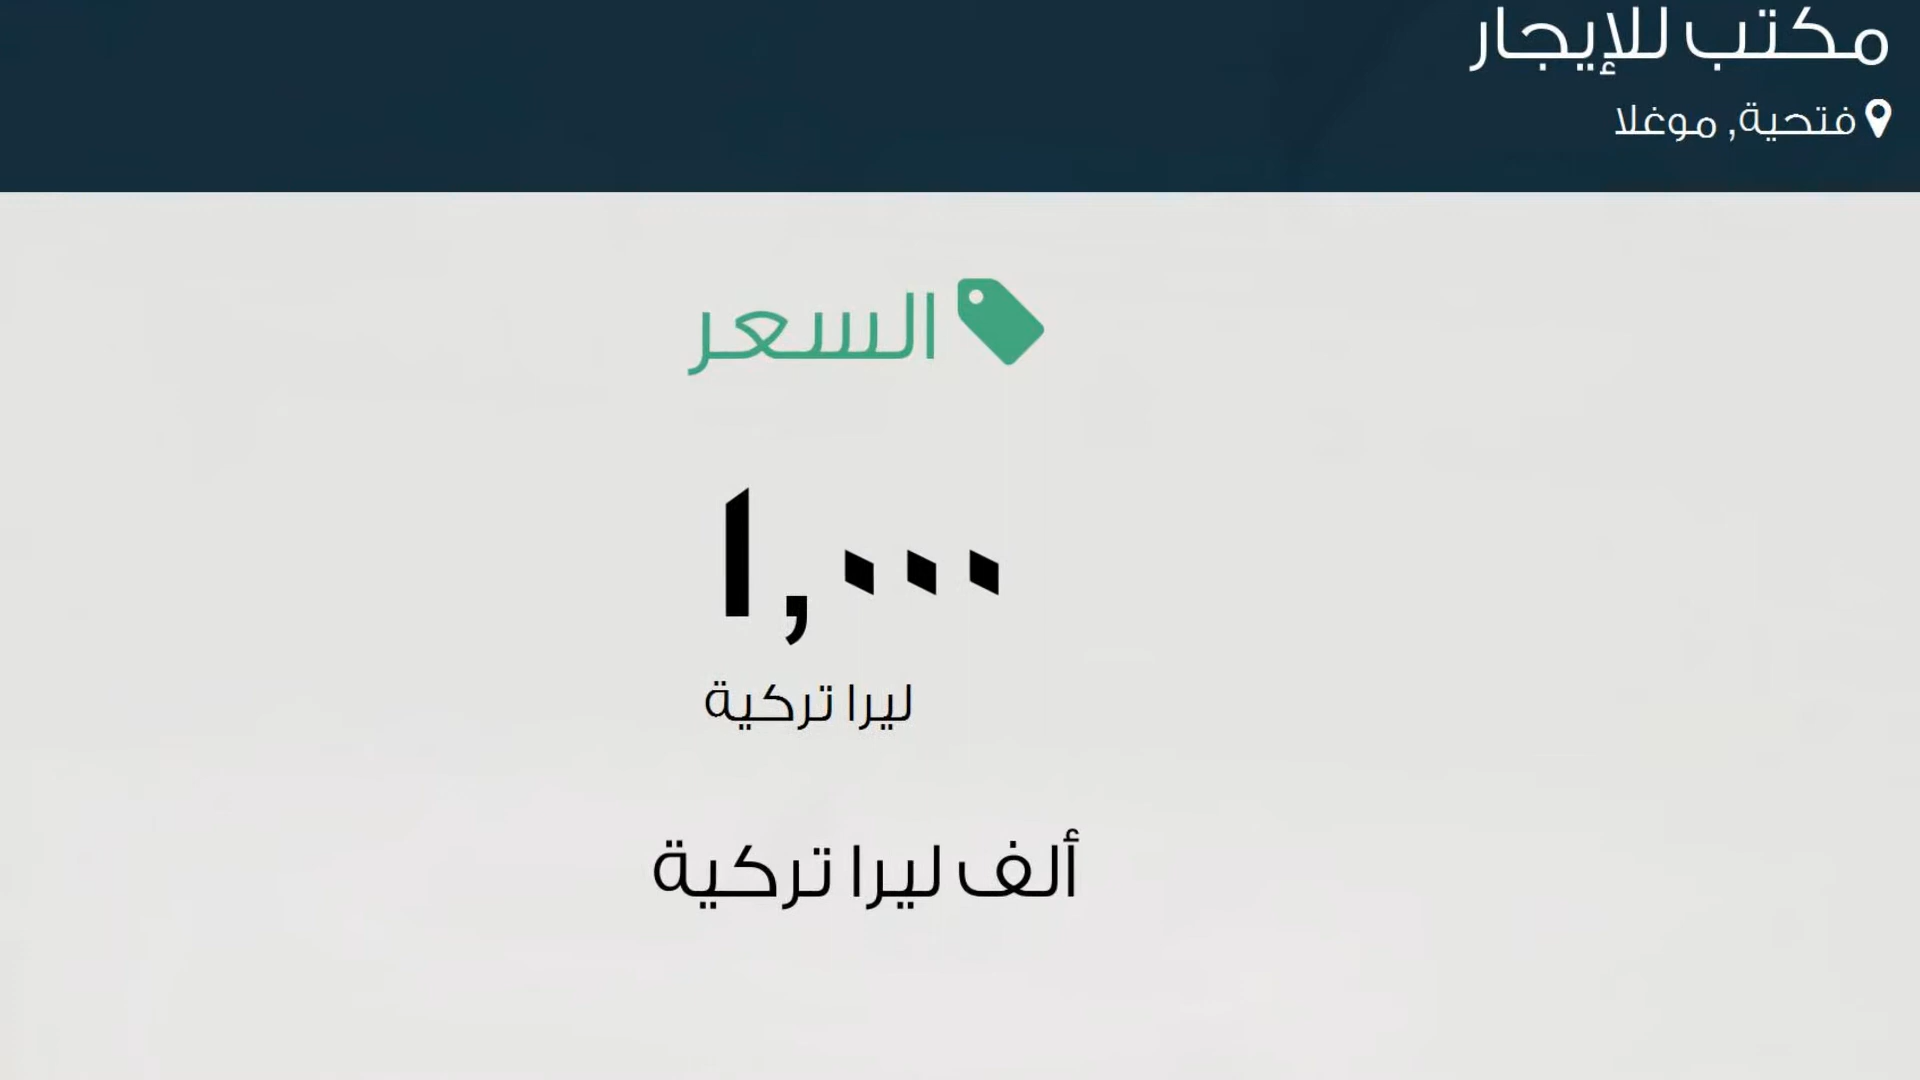 مكتب للإيجار
فتحية, موغلا
السعر
١,٠٠٠
ليرا تركية
ألف ليرا تركية